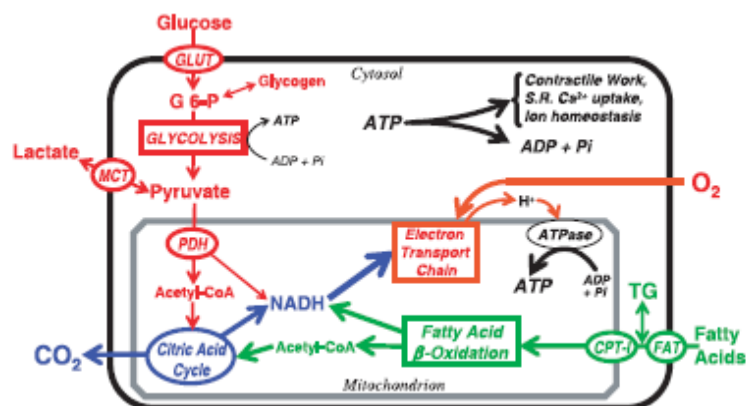 Glucose
GLUT
Cytosol
Contractile Work,
S.R. Ca²⁺ uptake,
Ion homeostasis
G 6-P
Glycogen
ATP
ATP
GLYCOLYSIS
ADP + Pi
ADP + Pi
Lactate
MCT
Pyruvate
O₂
H⁺
PDH
Electron
Transport
Chain
ATPase
Acetyl-CoA
NADH
ATP
ADP
+ Pi
TG
CO₂
Citric Acid
Cycle
Acetyl-CoA
Fatty Acid
β-Oxidation
CPT-I
FAT
Fatty
Acids
Mitochondrion